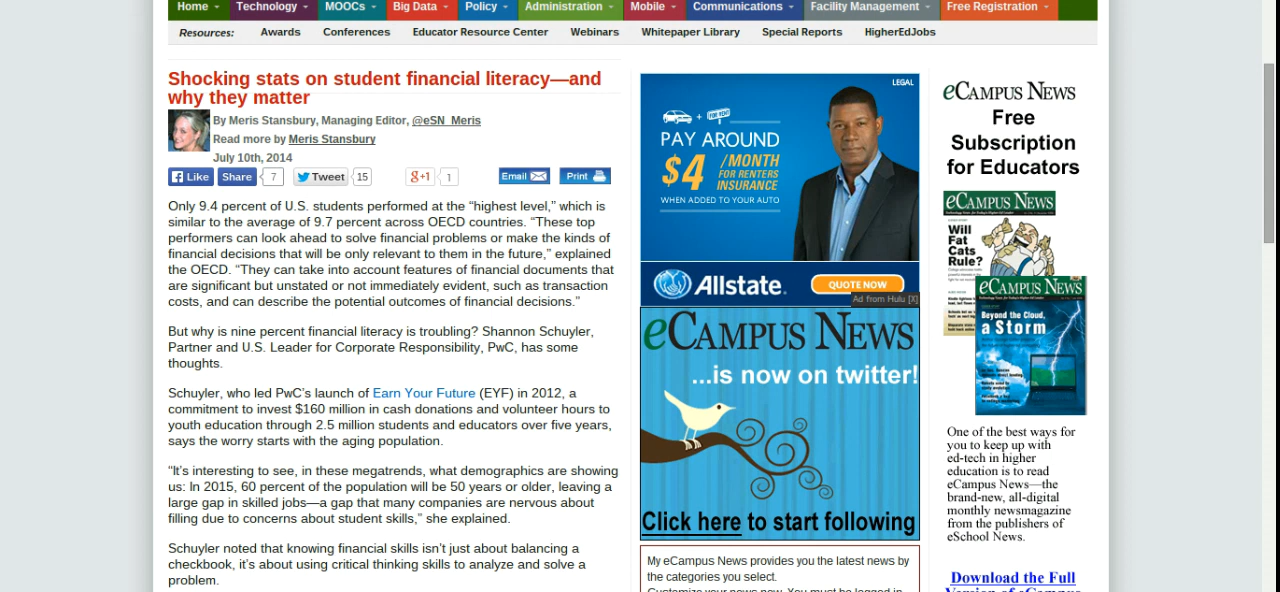 Home
Technology
MOOCs
Big Data
Policy
Administration
Mobile
Communications
Facility Management
Free Registration
Resources:
Awards
Conferences
Educator Resource Center
Webinars
Whitepaper Library
Special Reports
HigherEdJobs
Shocking stats on student financial literacy—and
why they matter
By Meris Stansbury, Managing Editor, @eSN_Meris
Read more by Meris Stansbury
July 10th, 2014
Like
Share
7
Tweet
15
g+1
1
Email
Print
Only 9.4 percent of U.S. students performed at the “highest level,” which is
similar to the average of 9.7 percent across OECD countries. “These top
performers can look ahead to solve financial problems or make the kinds of
financial decisions that will be only relevant to them in the future,” explained
the OECD. “They can take into account features of financial documents that
are significant but unstated or not immediately evident, such as transaction
costs, and can describe the potential outcomes of financial decisions.”
But why is nine percent financial literacy is troubling? Shannon Schuyler,
Partner and U.S. Leader for Corporate Responsibility, PwC, has some
thoughts.
Schuyler, who led PwC’s launch of Earn Your Future (EYF) in 2012, a
commitment to invest $160 million in cash donations and volunteer hours to
youth education through 2.5 million students and educators over five years,
says the worry starts with the aging population.
“It’s interesting to see, in these megatrends, what demographics are showing
us: In 2015, 60 percent of the population will be 50 years or older, leaving a
large gap in skilled jobs—a gap that many companies are nervous about
filling due to concerns about student skills,” she explained.
Schuyler noted that knowing financial skills isn’t just about balancing a
checkbook, it’s about using critical thinking skills to analyze and solve a
problem.
LEGAL
FOR RENT
PAY AROUND
$4 /MONTH
FOR RENTERS
INSURANCE
WHEN ADDED TO YOUR AUTO
Allstate.
QUOTE NOW
Ad from Hulu [X]
eCAMPUS NEWS
...is now on twitter!
Click here to start following
My eCampus News provides you the latest news by
the categories you select.
Customize your news now. You must be logged in
eCAMPUS NEWS
Free
Subscription
for Educators
eCAMPUS NEWS
Will
Fat
Cats
Rule?
eCAMPUS NEWS
Beyond the Cloud,
a Storm
One of the best ways for
you to keep up with
ed-tech in higher
education is to read
eCampus News—the
brand-new, all-digital
monthly newsmagazine
from the publishers of
eSchool News.
Download the Full
Version of eCampus